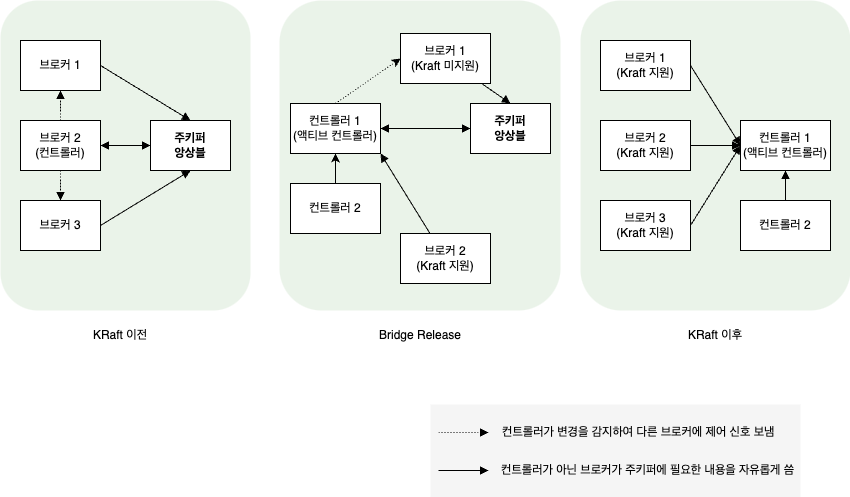 브로커 1
브로커 2
(컨트롤러)
주키퍼
앙상블
브로커 3
KRaft 이전
브로커 1
(Kraft 미지원)
컨트롤러 1
(액티브 컨트롤러)
주키퍼
앙상블
컨트롤러 2
브로커 2
(Kraft 지원)
Bridge Release
브로커 1
(Kraft 지원)
브로커 2
(Kraft 지원)
컨트롤러 1
(액티브 컨트롤러)
브로커 3
(Kraft 지원)
컨트롤러 2
KRaft 이후
컨트롤러가 변경을 감지하여 다른 브로커에 제어 신호 보냄
컨트롤러가 아닌 브로커가 주키퍼에 필요한 내용을 자유롭게 씀